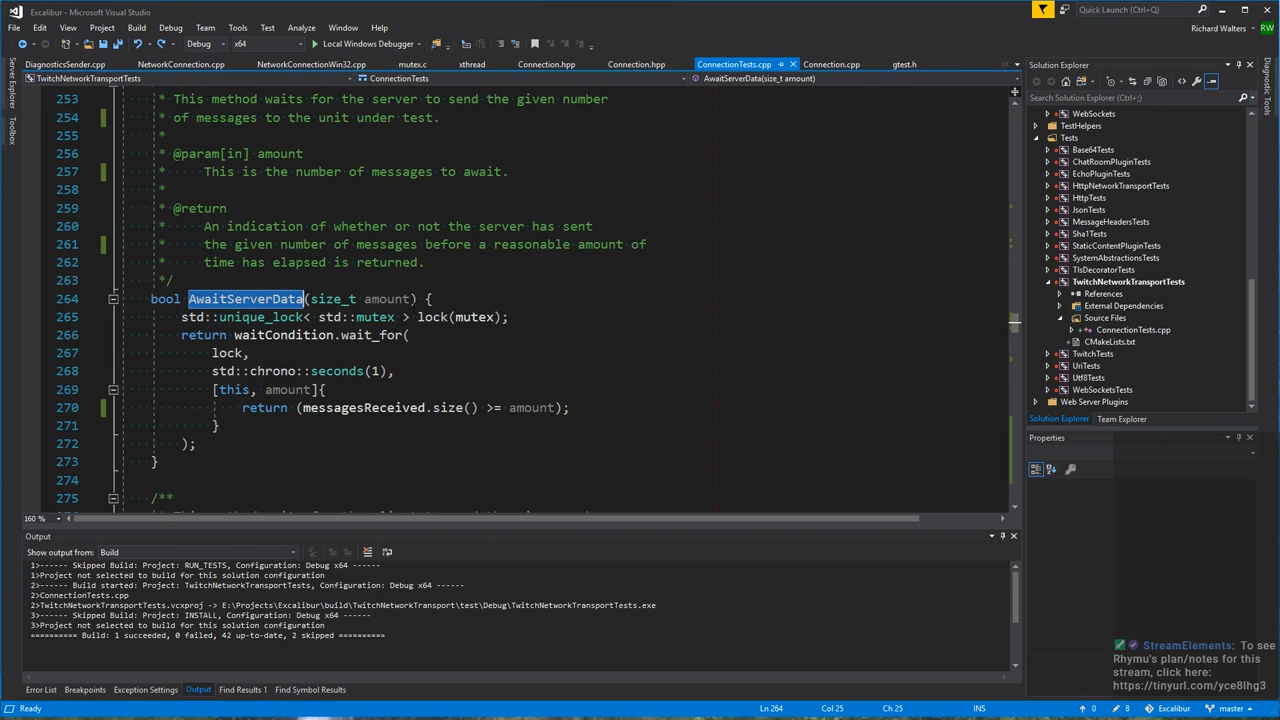 Excalibur - Microsoft Visual Studio
Quick Launch (Ctrl+Q)
File Edit View Project Build Debug Team Tools Test Analyze Window Help
Richard Walters RW
Debug x64 Local Windows Debugger
DiagnosticsSender.cpp NetworkConnection.cpp NetworkConnectionWin32.cpp mutex.c xthread Connection.hpp Connection.hpp ConnectionTests.cpp Connection.cpp gtest.h
TwitchNetworkTransportTests ConnectionTests AwaitServerData(size_t amount)
Server Explorer
Toolbox
253 * This method waits for the server to send the given number
254 * of messages to the unit under test.
255 *
256 * @param[in] amount
257 * This is the number of messages to await.
258 *
259 * @return
260 * An indication of whether or not the server has sent
261 * the given number of messages before a reasonable amount of
262 * time has elapsed is returned.
263 */
264 bool AwaitServerData(size_t amount) {
265 std::unique_lock< std::mutex > lock(mutex);
266 return waitCondition.wait_for(
267 lock,
268 std::chrono::seconds(1),
269 [this, amount]{
270 return (messagesReceived.size() >= amount);
271 }
272 );
273 }
274
275 /**
160 %
Solution Explorer
Search Solution Explorer (Ctrl+;)
WebSockets
TestHelpers
Tests
Base64Tests
ChatRoomPluginTests
EchoPluginTests
HttpNetworkTransportTests
HttpTests
JsonTests
MessageHeadersTests
Sha1Tests
StaticContentPluginTests
SystemAbstractionsTests
TlsDecoratorTests
TwitchNetworkTransportTests
References
External Dependencies
Source Files
ConnectionTests.cpp
CMakeLists.txt
TwitchTests
UriTests
Utf8Tests
WebSocketsTests
Web Server Plugins
Solution Explorer Team Explorer
Properties
Diagnostic Tools
Output
Show output from: Build
1>------ Skipped Build: Project: RUN_TESTS, Configuration: Debug x64 ------
1>Project not selected to build for this solution configuration
2>------ Build started: Project: TwitchNetworkTransportTests, Configuration: Debug x64 ------
2>ConnectionTests.cpp
2>TwitchNetworkTransportTests.vcxproj -> E:\Projects\Excalibur\build\TwitchNetworkTransport\test\Debug\TwitchNetworkTransportTests.exe
3>------ Skipped Build: Project: INSTALL, Configuration: Debug x64 ------
3>Project not selected to build for this solution configuration
========== Build: 1 succeeded, 0 failed, 42 up-to-date, 2 skipped ==========
StreamElements: To see
Rhymu's plan/notes for this
stream, click here:
https://tinyurl.com/yce8lhg3
Error List Breakpoints Exception Settings Output Find Results 1 Find Symbol Results
Ready Ln 264 Col 25 Ch 25 INS 0 8 Excalibur master